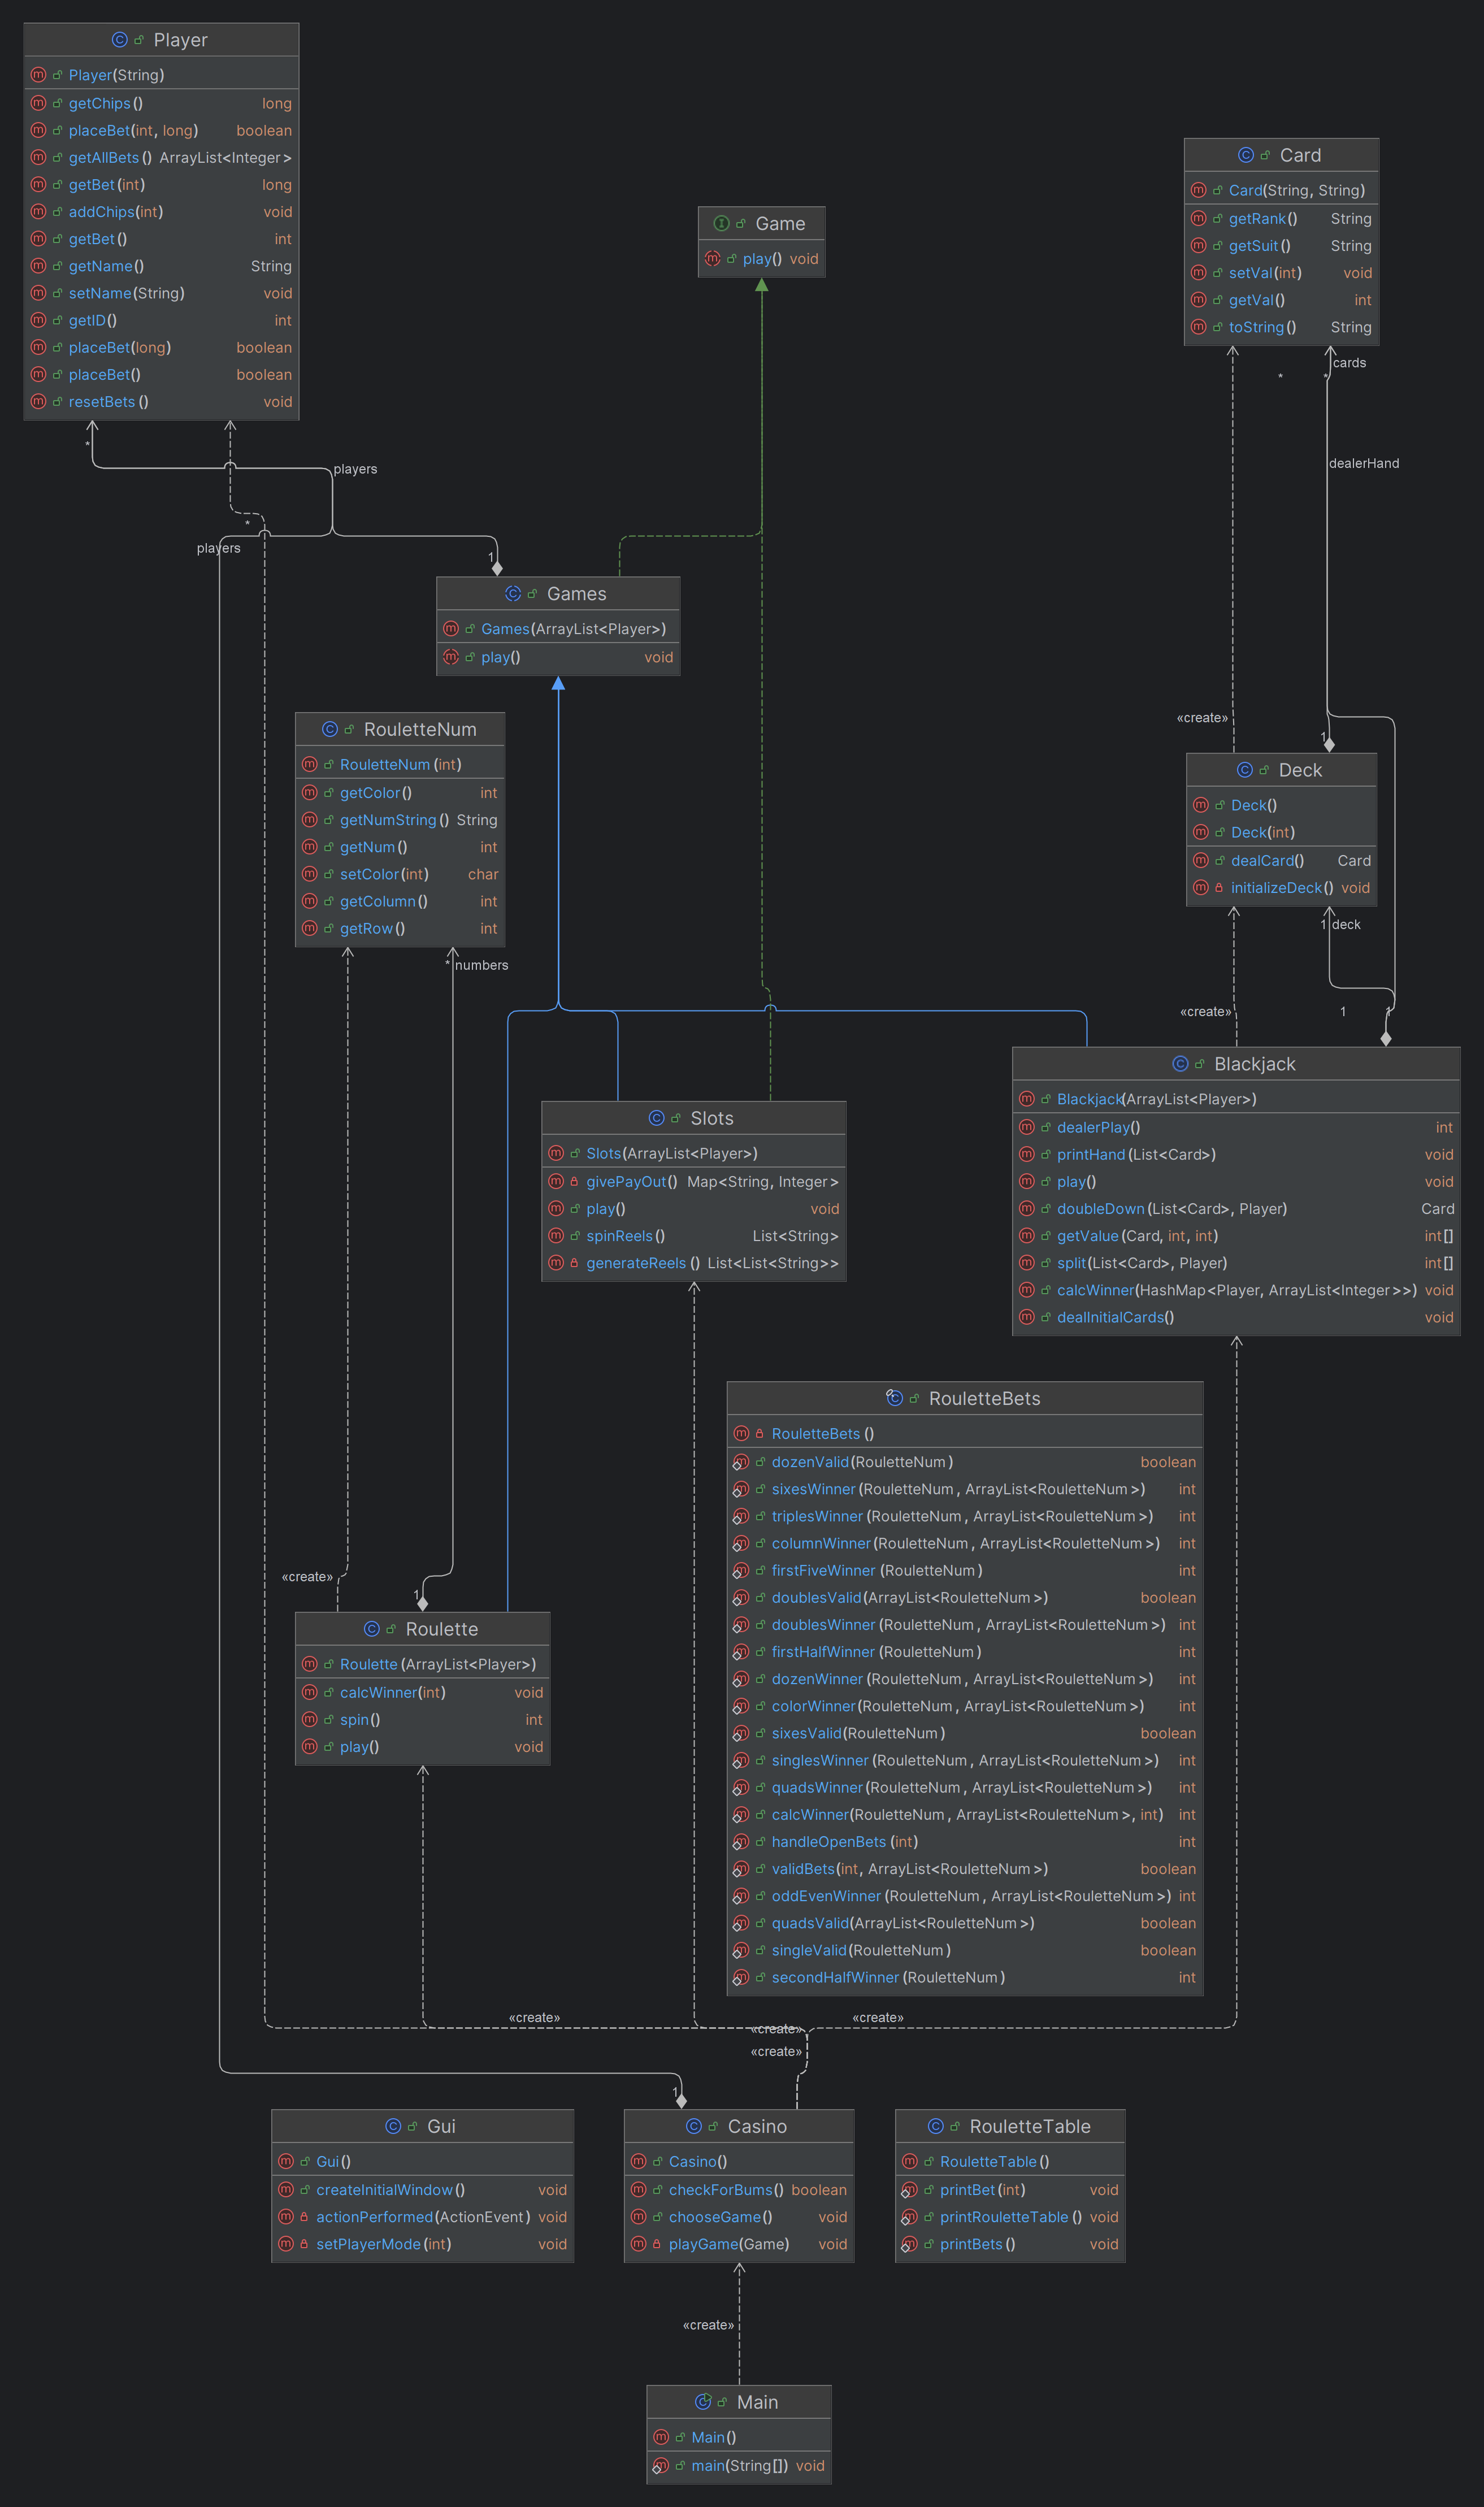 Player
Player(String)
getChips() long
placeBet(int, long) boolean
getAllBets() ArrayList<Integer>
getBet(int) long
addChips(int) void
getBet() int
getName() String
setName(String) void
getID() int
placeBet(long) boolean
placeBet() boolean
resetBets() void
Card
Card(String, String)
getRank() String
getSuit() String
setVal(int) void
getVal() int
toString() String
Game
play() void
cards
* *
dealerHand
*
players
*
players
1
Games
Games(ArrayList<Player>)
play() void
RouletteNum
RouletteNum(int)
getColor() int
getNumString() String
getNum() int
setColor(int) char
getColumn() int
getRow() int
* numbers
«create»
1
Deck
Deck()
Deck(int)
dealCard() Card
initializeDeck() void
1 deck
«create» 1 1
Blackjack
Blackjack(ArrayList<Player>)
dealerPlay() int
printHand(List<Card>) void
play() void
doubleDown(List<Card>, Player) Card
getValue(Card, int, int) int[]
split(List<Card>, Player) int[]
calcWinner(HashMap<Player, ArrayList<Integer>>) void
dealInitialCards() void
Slots
Slots(ArrayList<Player>)
givePayOut() Map<String, Integer>
play() void
spinReels() List<String>
generateReels() List<List<String>>
RouletteBets
RouletteBets()
dozenValid(RouletteNum) boolean
sixesWinner(RouletteNum, ArrayList<RouletteNum>) int
triplesWinner(RouletteNum, ArrayList<RouletteNum>) int
columnWinner(RouletteNum, ArrayList<RouletteNum>) int
firstFiveWinner(RouletteNum) int
doublesValid(ArrayList<RouletteNum>) boolean
doublesWinner(RouletteNum, ArrayList<RouletteNum>) int
firstHalfWinner(RouletteNum) int
dozenWinner(RouletteNum, ArrayList<RouletteNum>) int
colorWinner(RouletteNum, ArrayList<RouletteNum>) int
sixesValid(RouletteNum) boolean
singlesWinner(RouletteNum, ArrayList<RouletteNum>) int
quadsWinner(RouletteNum, ArrayList<RouletteNum>) int
calcWinner(RouletteNum, ArrayList<RouletteNum>, int) int
handleOpenBets(int) int
validBets(int, ArrayList<RouletteNum>) boolean
oddEvenWinner(RouletteNum, ArrayList<RouletteNum>) int
quadsValid(ArrayList<RouletteNum>) boolean
singleValid(RouletteNum) boolean
secondHalfWinner(RouletteNum) int
«create»
1
Roulette
Roulette(ArrayList<Player>)
calcWinner(int) void
spin() int
play() void
«create»
«create»
«create»
«create»
1
Gui
Gui()
createInitialWindow() void
actionPerformed(ActionEvent) void
setPlayerMode(int) void
Casino
Casino()
checkForBums() boolean
chooseGame() void
playGame(Game) void
RouletteTable
RouletteTable()
printBet(int) void
printRouletteTable() void
printBets() void
«create»
Main
Main()
main(String[]) void